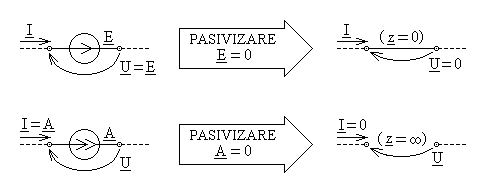 I E U=E
PASIVIZARE
E = 0
I (z=0) U=0
I=A A U
PASIVIZARE
A = 0
I=0 (z=∞) U